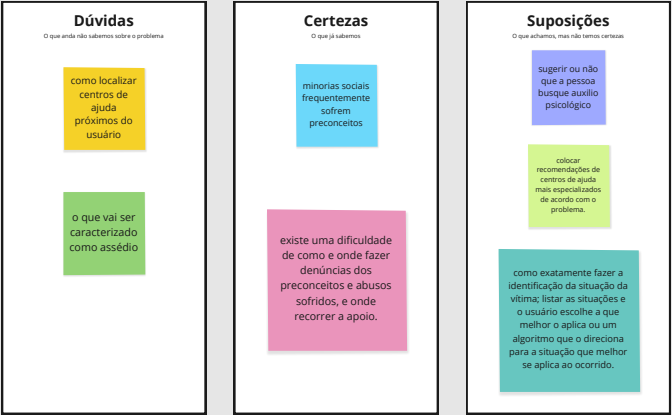 Dúvidas
O que anda não sabemos sobre o problema
como localizar
centros de
ajuda
próximos do
usuário
o que vai ser
caracterizado
como assédio
Certezas
O que já sabemos
minorias sociais
frequentemente
sofrem
preconceitos
existe uma dificuldade
de como e onde fazer
denúncias dos
preconceitos e abusos
sofridos, e onde
recorrer a apoio.
Suposições
O que achamos, mas não temos certezas
sugerir ou não
que a pessoa
busque auxilio
psicológico
colocar
recomendações de
centros de ajuda
mais especializados
de acordo com o
problema.
como exatamente fazer a
identificação da situação da
vítima; listar as situações e
o usuário escolhe a que
melhor o aplica ou um
algoritmo que o direciona
para a situação que melhor
se aplica ao ocorrido.